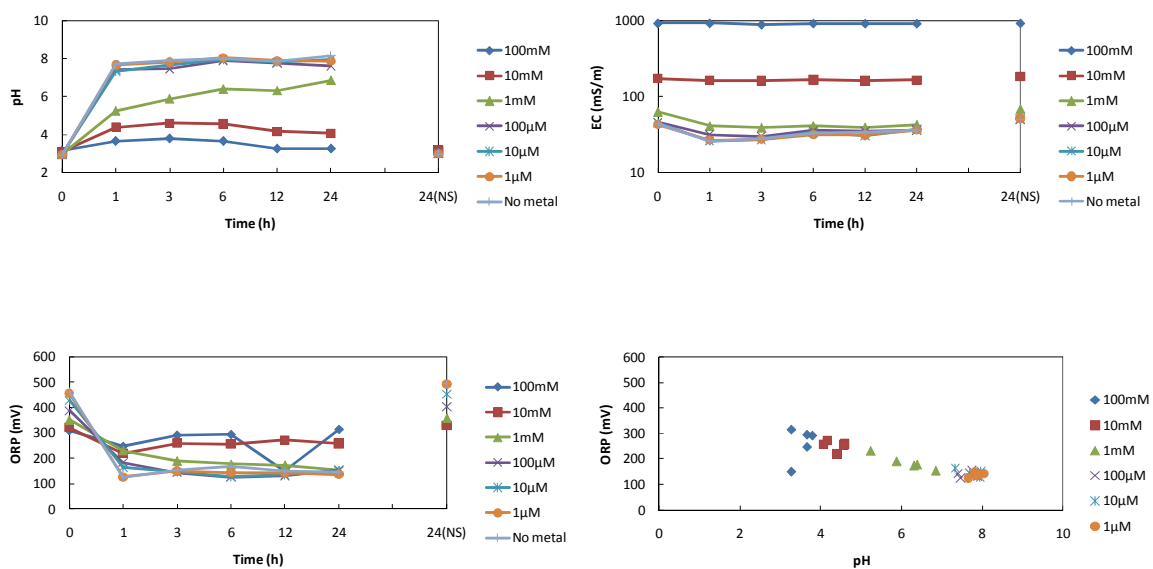 10
8
6
4
2
pH
0 1 3 6 12 24 24(NS)
Time (h)
100mM
10mM
1mM
100µM
10µM
1µM
No metal
1000
100
10
EC (mS/m)
0 1 3 6 12 24 24(NS)
Time (h)
100mM
10mM
1mM
100µM
10µM
1µM
No metal
600
500
400
300
200
100
0
ORP (mV)
0 1 3 6 12 24 24(NS)
Time (h)
100mM
10mM
1mM
100µM
10µM
1µM
No metal
600
500
400
300
200
100
0
ORP (mV)
0 2 4 6 8 10
pH
100mM
10mM
1mM
100µM
10µM
1µM